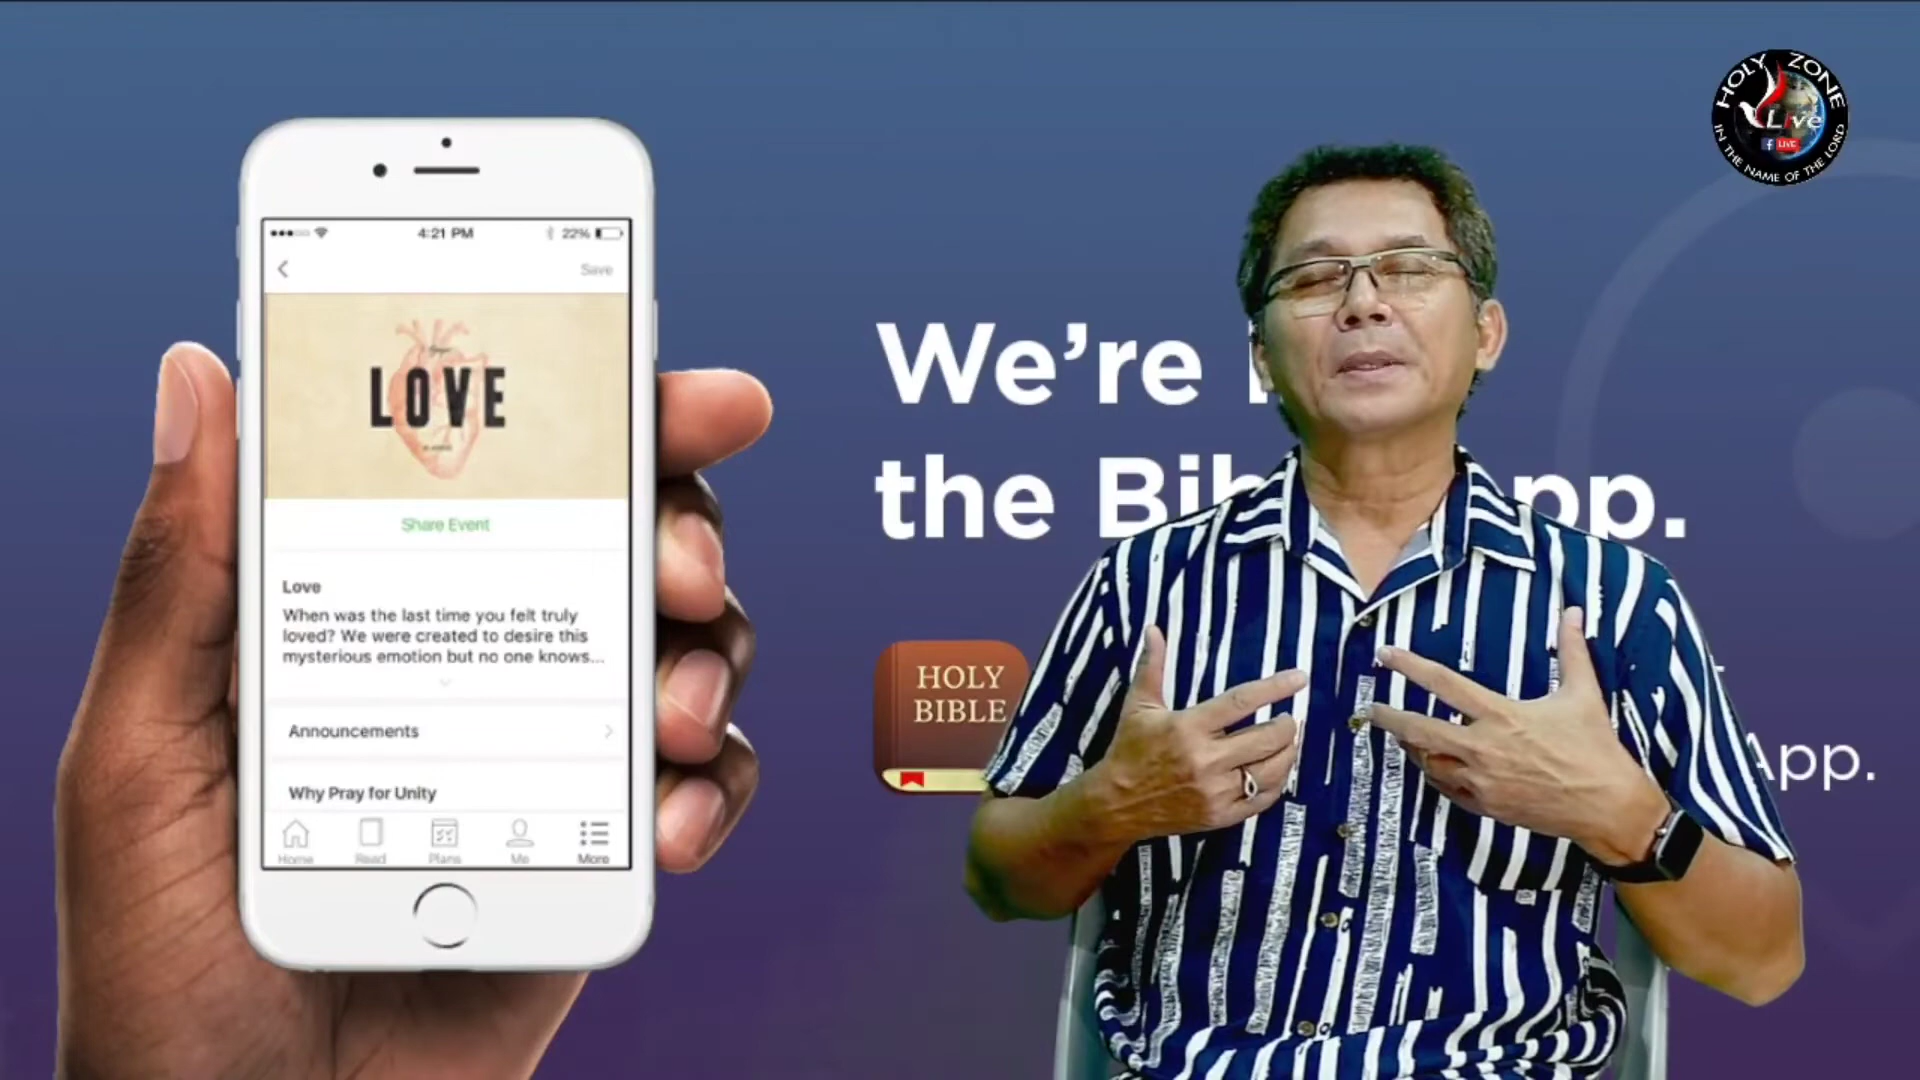 HOLY ZONE
Live
LIVE
IN THE NAME OF THE LORD
4:21 PM
22%
Save
LOVE
Share Event
Love
When was the last time you felt truly
loved? We were created to desire this
mysterious emotion but no one knows...
Announcements
Why Pray for Unity
Home Read Plans Me More
We're
the App.
HOLY
BIBLE
App.